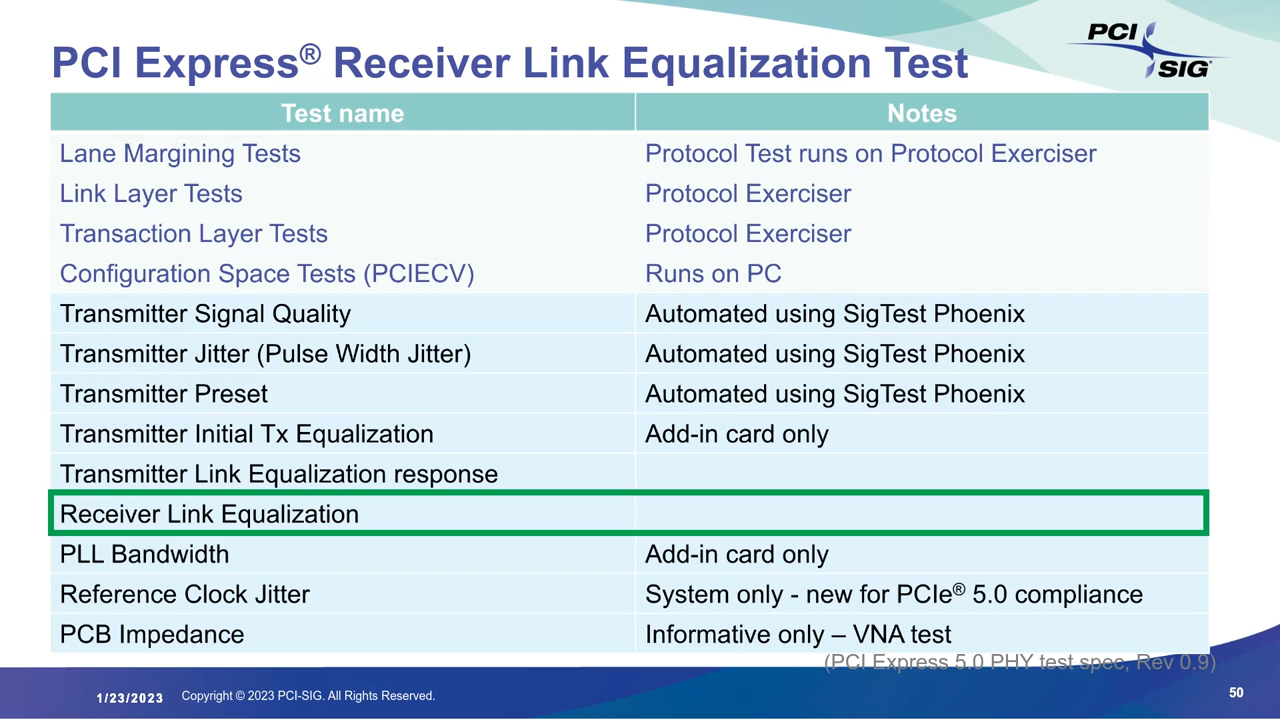 PCI Express® Receiver Link Equalization Test
PCI
SIG®
Test name Notes
Lane Margining Tests Protocol Test runs on Protocol Exerciser
Link Layer Tests Protocol Exerciser
Transaction Layer Tests Protocol Exerciser
Configuration Space Tests (PCIECV) Runs on PC
Transmitter Signal Quality Automated using SigTest Phoenix
Transmitter Jitter (Pulse Width Jitter) Automated using SigTest Phoenix
Transmitter Preset Automated using SigTest Phoenix
Transmitter Initial Tx Equalization Add-in card only
Transmitter Link Equalization response
Receiver Link Equalization
PLL Bandwidth Add-in card only
Reference Clock Jitter System only - new for PCIe® 5.0 compliance
PCB Impedance Informative only – VNA test
(PCI Express 5.0 PHY test spec, Rev 0.9)
1/23/2023 Copyright © 2023 PCI-SIG. All Rights Reserved. 50